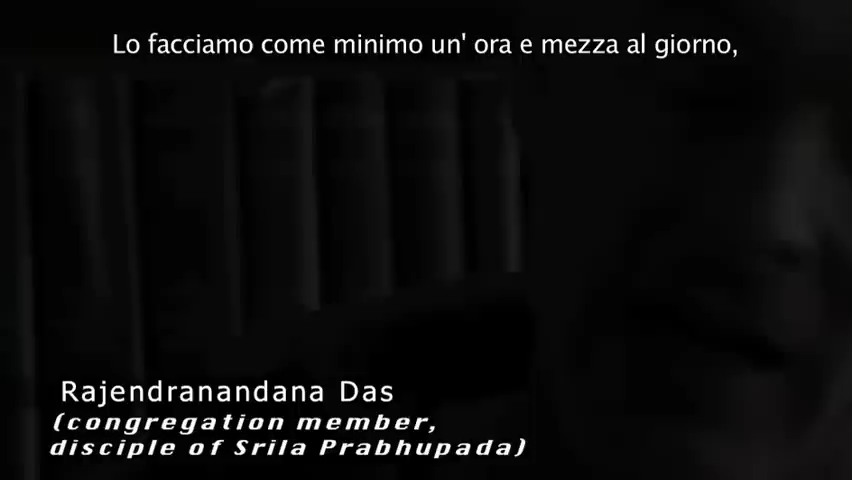 Lo facciamo come minimo un' ora e mezza al giorno,
Rajendranandana Das
(congregation member,
disciple of Srila Prabhupada)